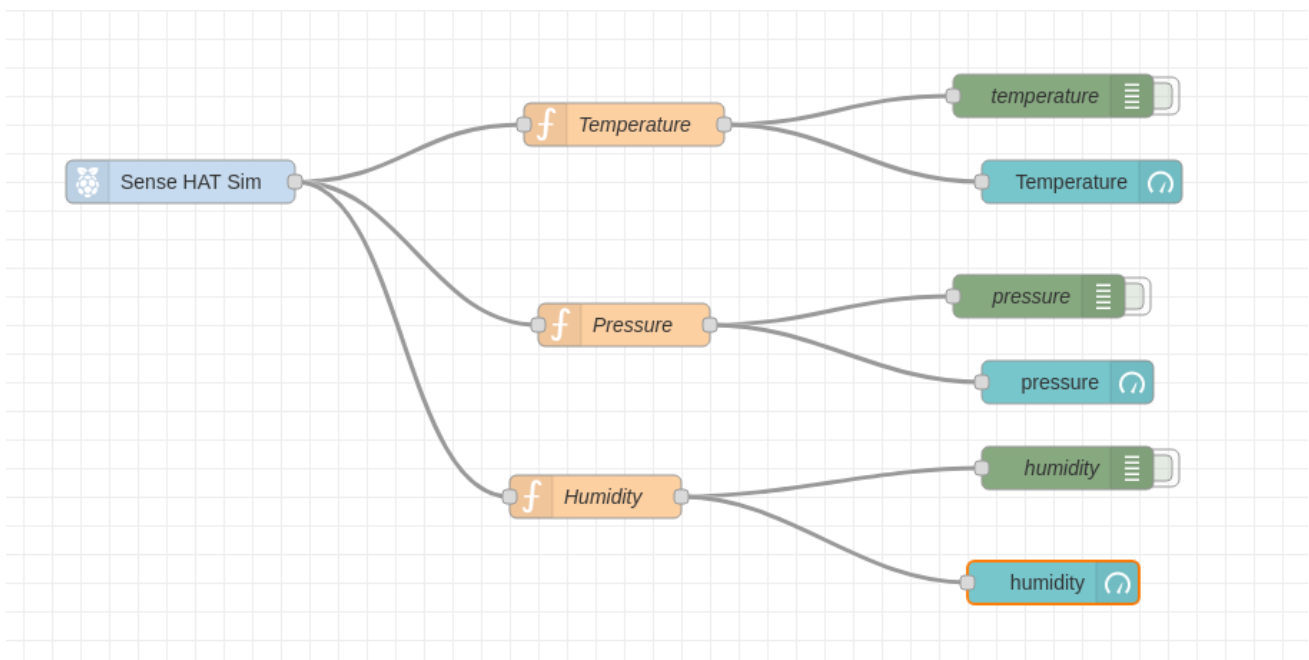 temperature
Temperature
Sense HAT Sim
Temperature
pressure
Pressure
pressure
humidity
Humidity
humidity